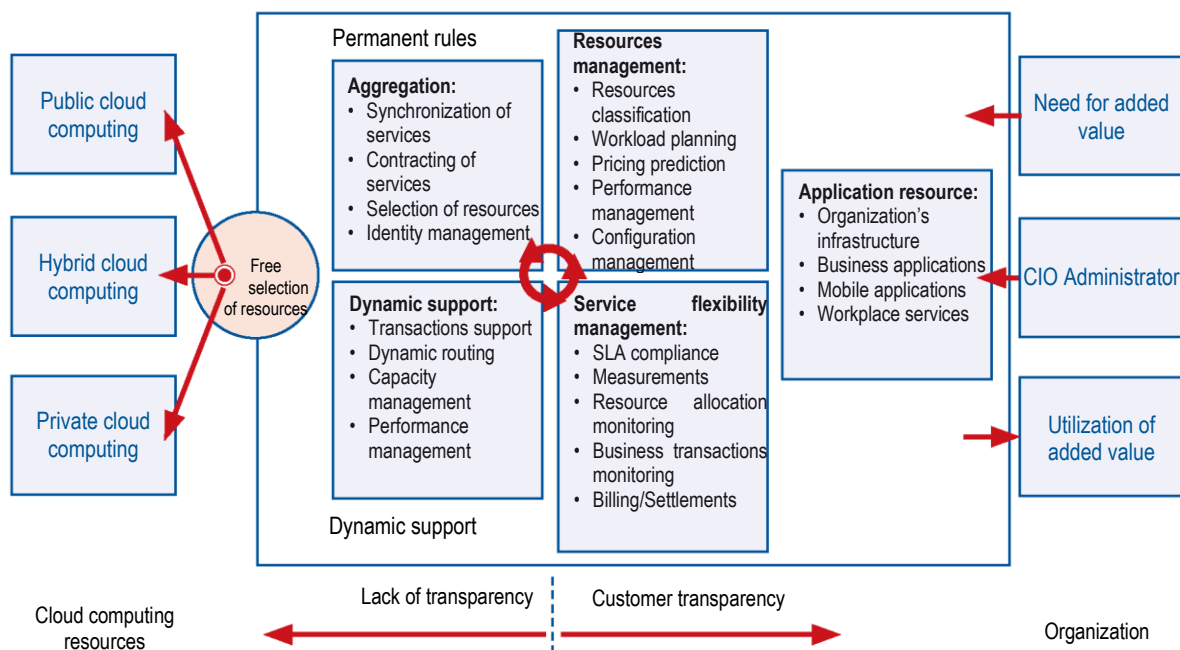 Public cloud
computing
Hybrid cloud
computing
Private cloud
computing
Free
selection
of resources
Permanent rules
Aggregation:
• Synchronization of
services
• Contracting of
services
• Selection of resources
• Identity management
Dynamic support:
• Transactions support
• Dynamic routing
• Capacity
management
• Performance
management
Dynamic support
Resources
management:
• Resources
classification
• Workload planning
• Pricing prediction
• Performance
management
• Configuration
management
Service flexibility
management:
• SLA compliance
• Measurements
• Resource allocation
monitoring
• Business transactions
monitoring
• Billing/Settlements
Application resource:
• Organization's
infrastructure
• Business applications
• Mobile applications
• Workplace services
Need for added
value
CIO Administrator
Utilization of
added value
Cloud computing
resources
Lack of transparency
Customer transparency
Organization